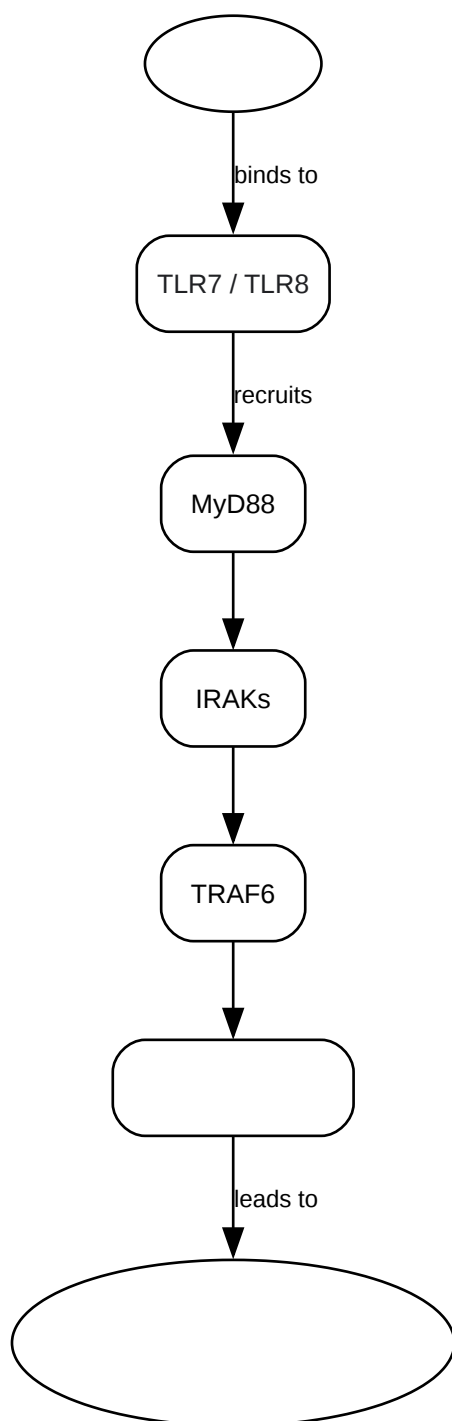 binds to
TLR7 / TLR8
recruits
MyD88
IRAKs
TRAF6
leads to